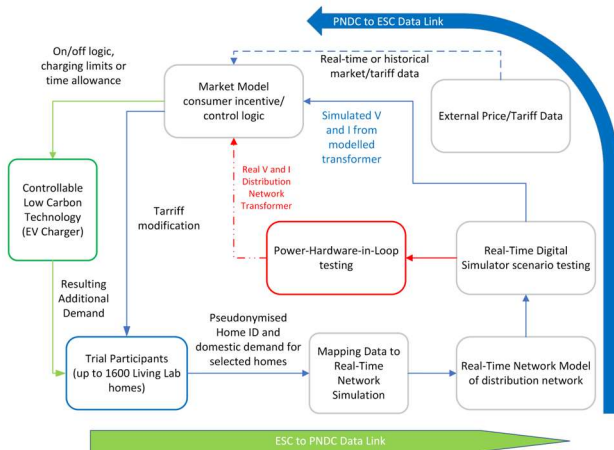 PNDC to ESC Data Link
On/off logic,
charging limits or
time allowance
Real-time or historical
market/tariff data
Market Model
consumer incentive/
control logic
External Price/Tariff Data
Simulated V
and I from
modelled
transformer
Real V and I
Distribution
Network
Transformer
Controllable
Low Carbon
Technology
(EV Charger)
Tarriff
modification
Power-Hardware-in-Loop
testing
Real-Time Digital
Simulator scenario testing
Resulting
Additional
Demand
Pseudonymised
Home ID and
domestic demand for
selected homes
Trial Participants
(up to 1600 Living Lab
homes)
Mapping Data to
Real-Time
Network
Simulation
Real-Time Network Model
of distribution network
ESC to PNDC Data Link